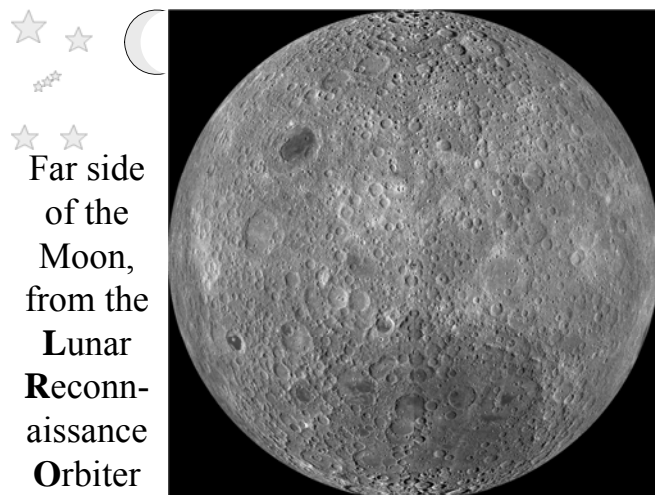 Far side
of the
Moon,
from the
Lunar
Reconn-
aissance
Orbiter